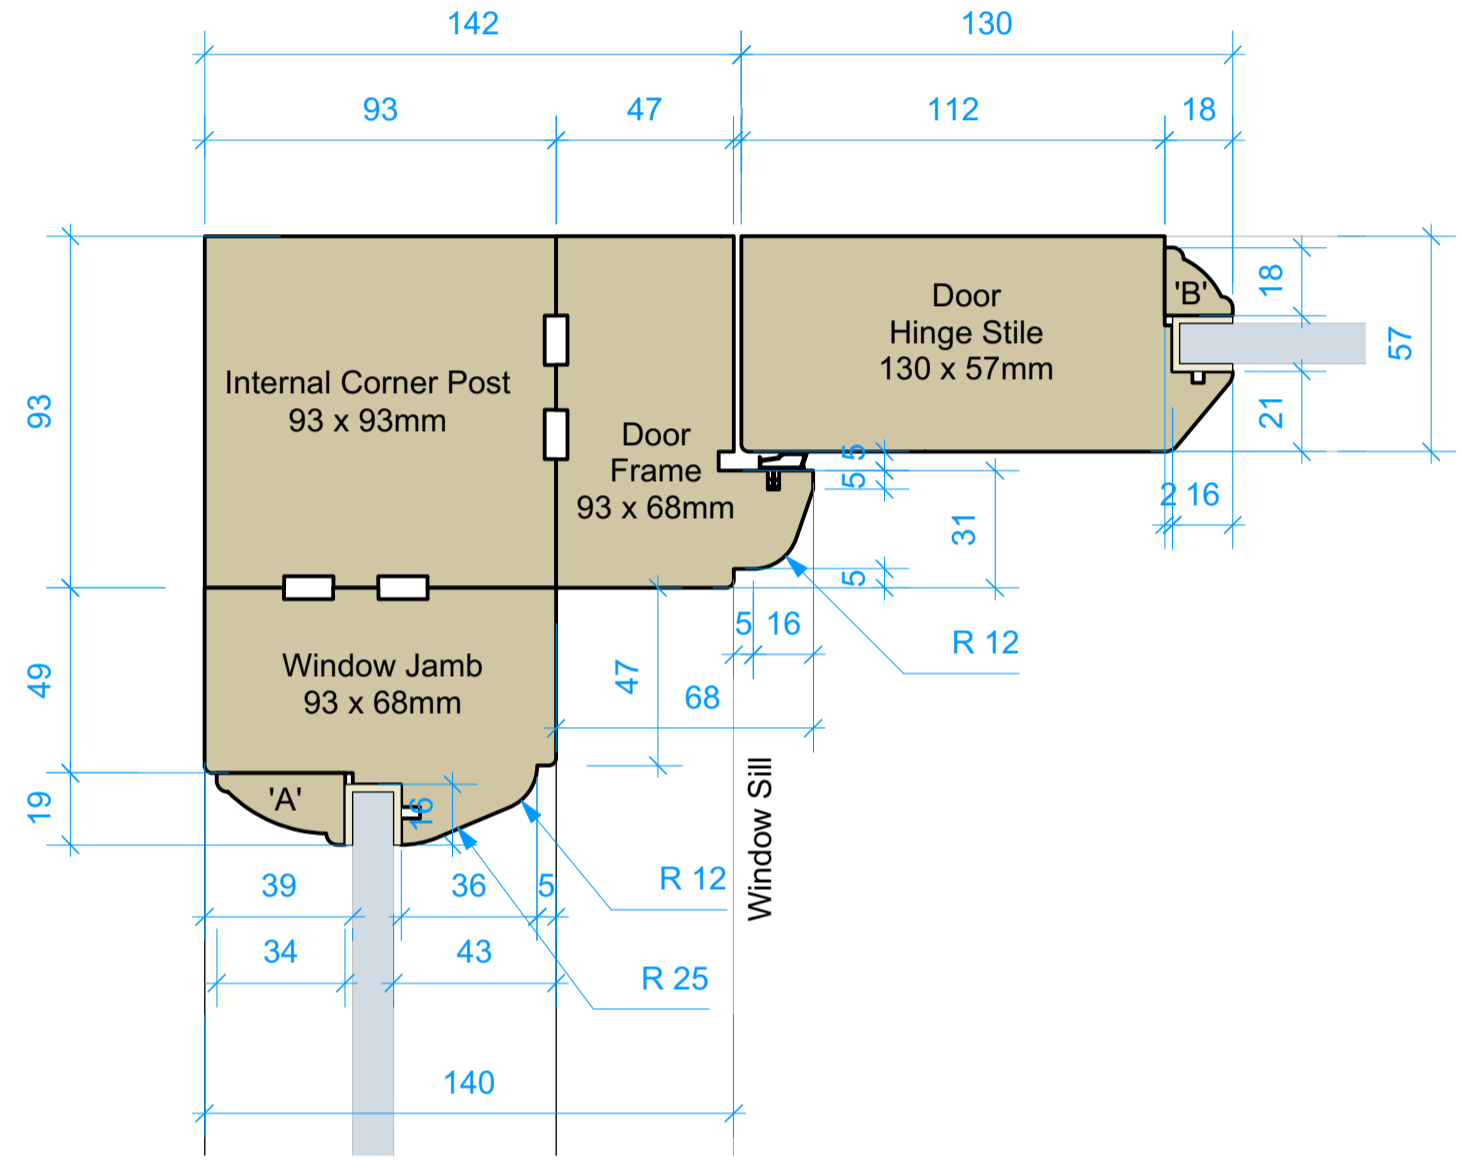 142
130
93
47
112
18
Door
Hinge Stile
130 x 57mm
'B'
18
57
21
2 16
Internal Corner Post
93 x 93mm
93
Door
Frame
93 x 68mm
5
5
31
5
5 16
R 12
68
47
Window Jamb
93 x 68mm
49
19
'A'
16
39
36
5
R 12
34
43
R 25
Window Sill
140